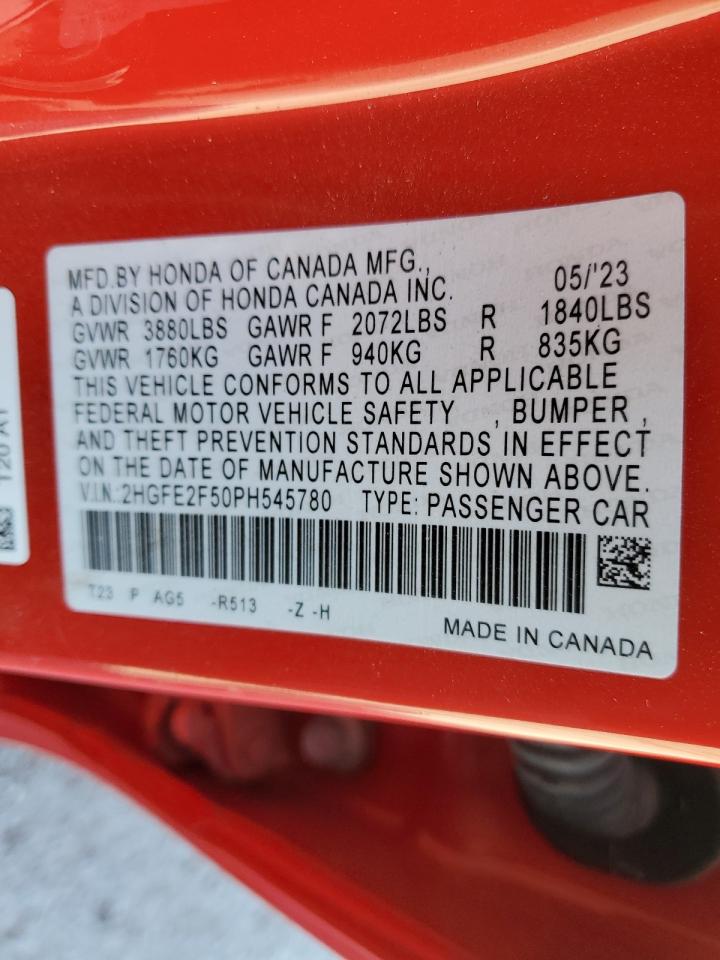 MFD.BY HONDA OF CANADA MFG., 05/'23
A DIVISION OF HONDA CANADA INC.
GVWR 3880LBS GAWR F 2072LBS R 1840LBS
GVWR 1760KG GAWR F 940KG R 835KG
THIS VEHICLE CONFORMS TO ALL APPLICABLE
FEDERAL MOTOR VEHICLE SAFETY , BUMPER ,
AND THEFT PREVENTION STANDARDS IN EFFECT
ON THE DATE OF MANUFACTURE SHOWN ABOVE.
V.I.N.:2HGFE2F50PH545780 TYPE: PASSENGER CAR
T23 P AG5 -R513 -Z -H
MADE IN CANADA